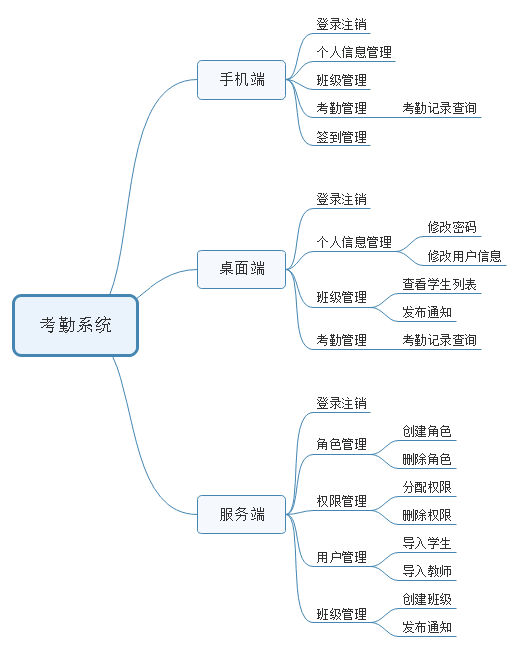 考勤系统
手机端
登录注销
个人信息管理
班级管理
考勤管理
考勤记录查询
签到管理
桌面端
登录注销
个人信息管理
修改密码
修改用户信息
班级管理
查看学生列表
发布通知
考勤管理
考勤记录查询
服务端
登录注销
角色管理
创建角色
删除角色
权限管理
分配权限
删除权限
用户管理
导入学生
导入教师
班级管理
创建班级
发布通知